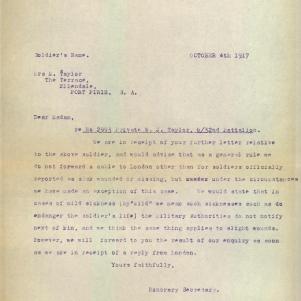 Soldier's Name.
OCTOBER 4th 1917
Mrs E. Taylor
The Terrace,
Ellendale,
PORT PIRIE, S. A.
Dear Madam,
re No 2993 Private E. J. Taylor, 6/32nd Battalion.
We are in receipt of your further letter relative
to the above soldier, and would advise that as a general rule we
do not forward a cable to London other than for soldiers officially
reported as sick wounded or missing, but under the circumstances
we have made an exception of this case. We would state that in
cases of mild sickness (by "mild" we mean such sicknesses such as do
endanger the soldier's life) the Military Authorities do not notify
next of kin, and we think the same thing applies to slight wounds.
However, we will forward to you the result of our enquiry as soon
as we are in receipt of a reply from London.
Yours faithfully,
Honorary Secretary.